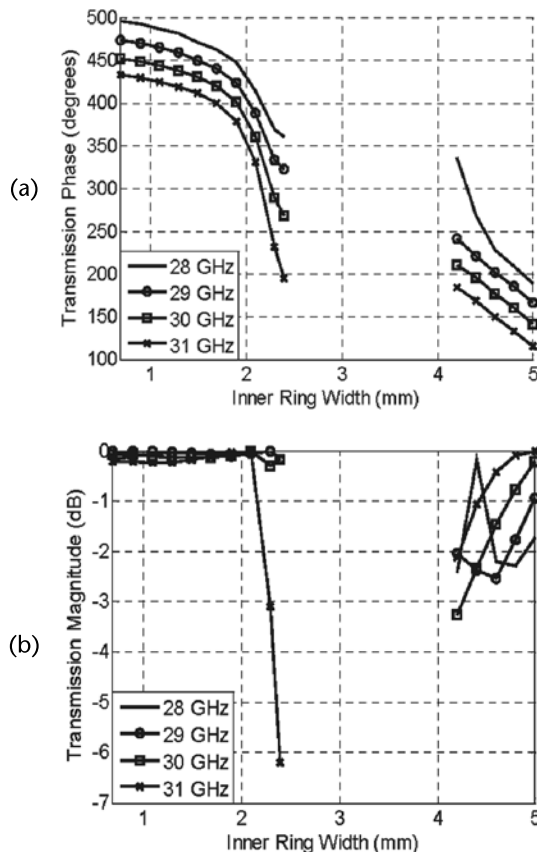 (a)
Transmission Phase (degrees)
500
450
400
350
300
250
200
150
100
28 GHz
29 GHz
30 GHz
31 GHz
1
2
3
4
5
Inner Ring Width (mm)
(b)
Transmission Magnitude (dB)
0
-1
-2
-3
-4
-5
-6
-7
28 GHz
29 GHz
30 GHz
31 GHz
1
2
3
4
5
Inner Ring Width (mm)